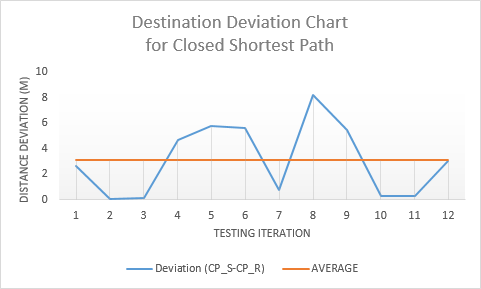 Destination Deviation Chart
for Closed Shortest Path
DISTANCE DEVIATION (M)
10
8
6
4
2
0
1 2 3 4 5 6 7 8 9 10 11 12
TESTING ITERATION
Deviation (CP_S-CP_R) AVERAGE